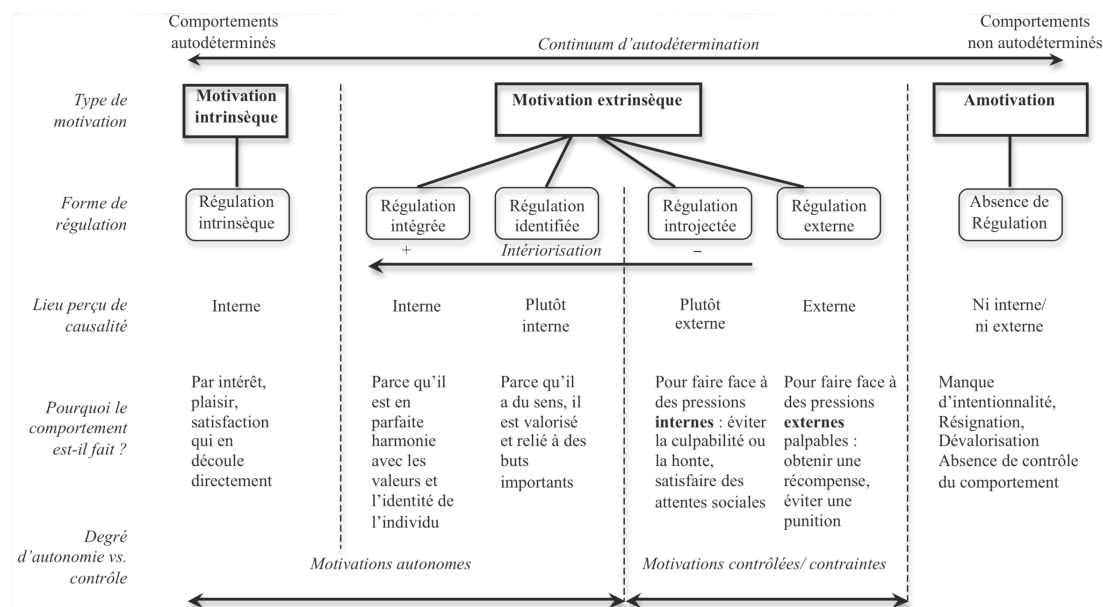 Comportements
autodéterminés
Comportements
non autodéterminés
Continuum d'autodétermination
Type de
motivation
Motivation
intrinsèque
Motivation extrinsèque
Amotivation
Forme de
régulation
Régulation
intrinsèque
Régulation
intégrée
Régulation
identifiée
Régulation
introjectée
Régulation
externe
Absence de
Régulation
+
Intériorisation
–
Lieu perçu de
causalité
Interne
Interne
Plutôt
interne
Plutôt
externe
Externe
Ni interne/
ni externe
Pourquoi le
comportement
est-il fait ?
Par intérêt,
plaisir,
satisfaction
qui en
découle
directement
Parce qu'il
est en
parfaite
harmonie
avec les
valeurs et
l'identité de
l'individu
Parce qu'il
a du sens, il
est valorisé
et relié à des
buts
importants
Pour faire face à
des pressions
internes : éviter
la culpabilité ou
la honte,
satisfaire des
attentes sociales
Pour faire face à
des pressions
externes
palpables :
obtenir une
récompense,
éviter une
punition
Manque
d'intentionnalité,
Résignation,
Dévalorisation
Absence de contrôle
du comportement
Degré
d'autonomie vs.
contrôle
Motivations autonomes
Motivations contrôlées/ contraintes